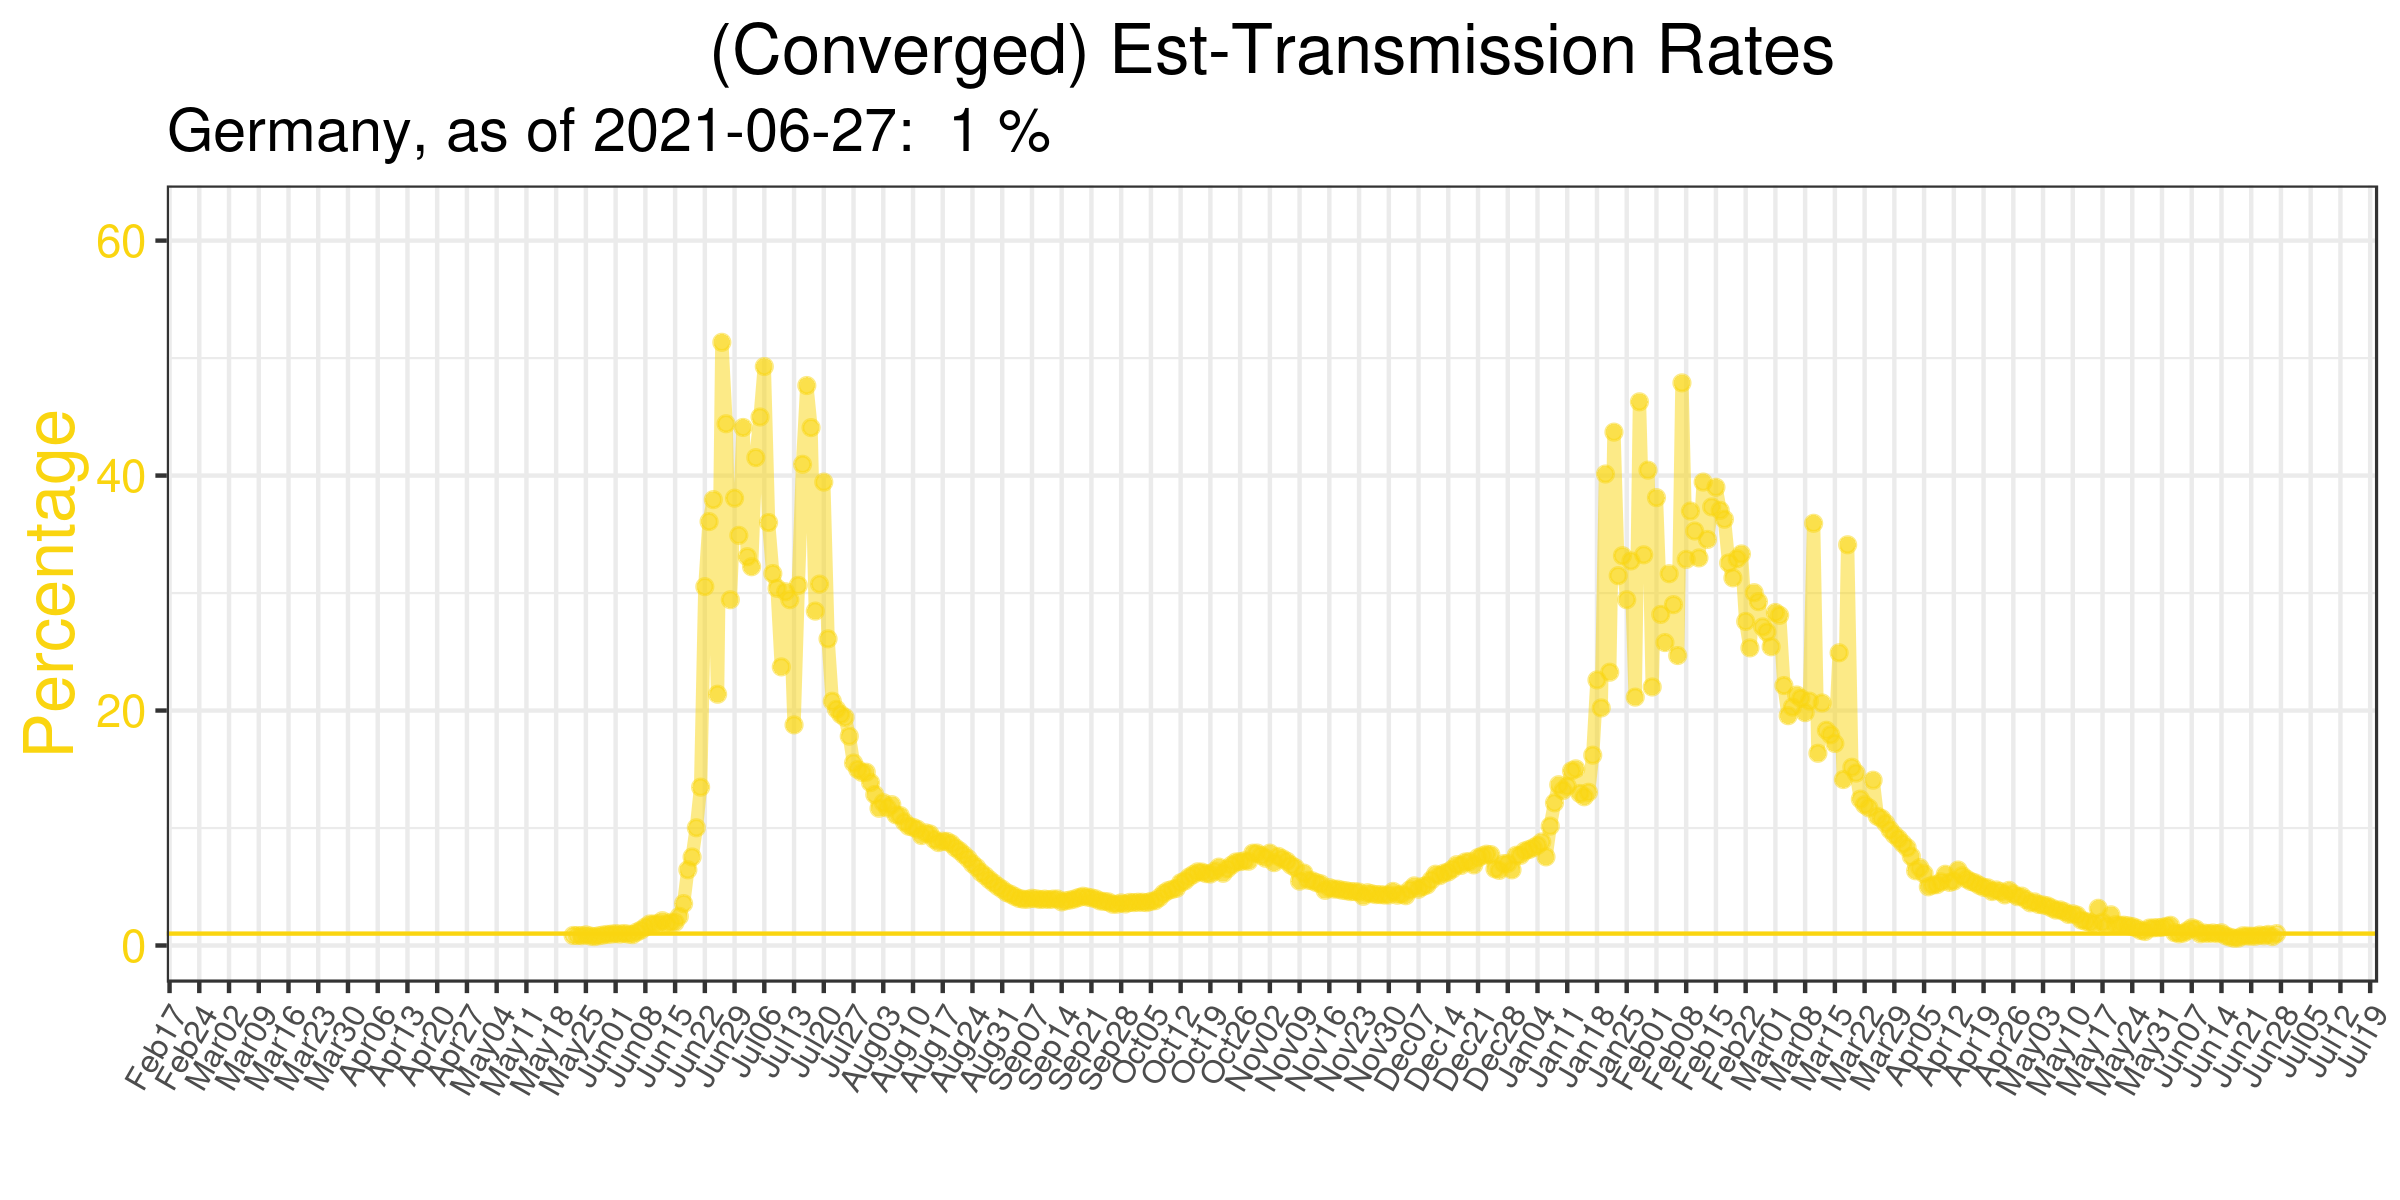 (Converged) Est-Transmission Rates
Germany, as of 2021-06-27:  1 %
Percentage
60
40
20
0
Feb17
Feb24
Mar02
Mar09
Mar16
Mar23
Mar30
Apr06
Apr13
Apr20
Apr27
May04
May11
May18
May25
Jun01
Jun08
Jun15
Jun22
Jun29
Jul06
Jul13
Jul20
Jul27
Aug03
Aug10
Aug17
Aug24
Aug31
Sep07
Sep14
Sep21
Sep28
Oct05
Oct12
Oct19
Oct26
Nov02
Nov09
Nov16
Nov23
Nov30
Dec07
Dec14
Dec21
Dec28
Jan04
Jan11
Jan18
Jan25
Feb01
Feb08
Feb15
Feb22
Mar01
Mar08
Mar15
Mar22
Mar29
Apr05
Apr12
Apr19
Apr26
May03
May10
May17
May24
May31
Jun07
Jun14
Jun21
Jun28
Jul05
Jul12
Jul19